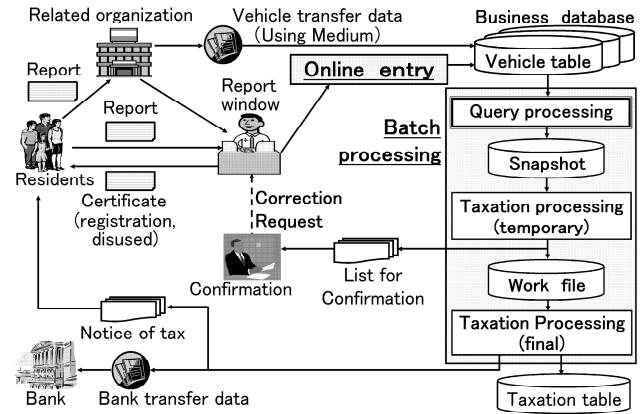 Related organization
Vehicle transfer data
(Using Medium)
Business database
Vehicle table
Report
Report
Report
window
Online entry
Query processing
Batch
processing
Snapshot
Residents
Certificate
(registration,
disused)
Correction
Request
Taxation processing
(temporary)
Confirmation
List for
Confirmation
Work file
Notice of tax
Taxation Processing
(final)
Bank
Bank transfer data
Taxation table